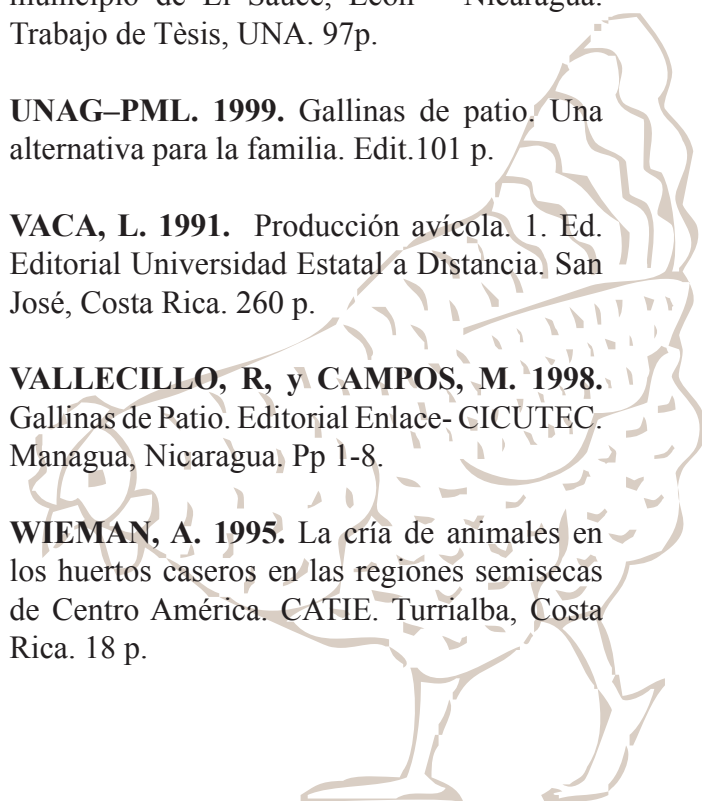 municipio de El Sauce, León – Nicaragua.
Trabajo de Tèsis, UNA. 97p.
UNAG–PML. 1999. Gallinas de patio. Una
alternativa para la familia. Edit.101 p.
VACA, L. 1991. Producción avícola. 1. Ed.
Editorial Universidad Estatal a Distancia. San
José, Costa Rica. 260 p.
VALLECILLO, R, y CAMPOS, M. 1998.
Gallinas de Patio. Editorial Enlace- CICUTEC.
Managua, Nicaragua. Pp 1-8.
WIEMAN, A. 1995. La cría de animales en
los huertos caseros en las regiones semisecas
de Centro América. CATIE. Turrialba, Costa
Rica. 18 p.